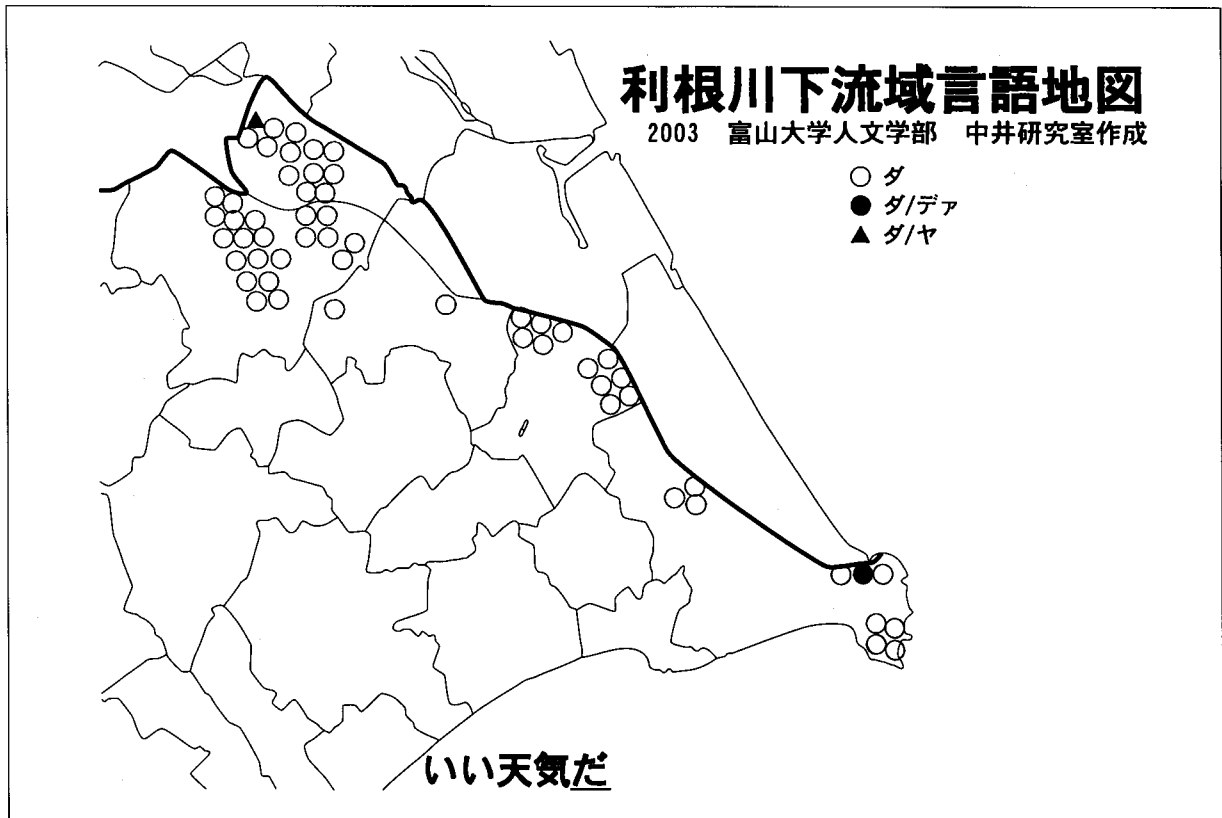 利根川下流域言語地図
2003 富山大学人文学部 中井研究室作成
○ ダ
● ダ/デァ
▲ ダ/ヤ
いい天気だ